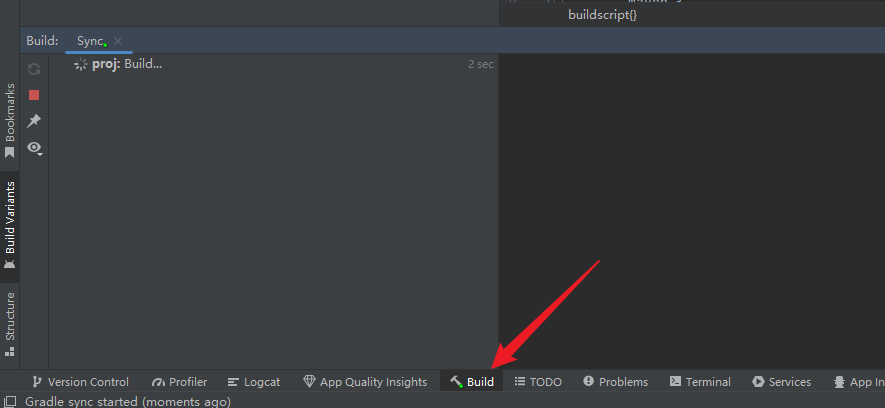 buildscript{}
Build: Sync
proj: Build... 2 sec
Bookmarks
Build Variants
Structure
Version Control Profiler Logcat App Quality Insights Build TODO Problems Terminal Services App In
Gradle sync started (moments ago)